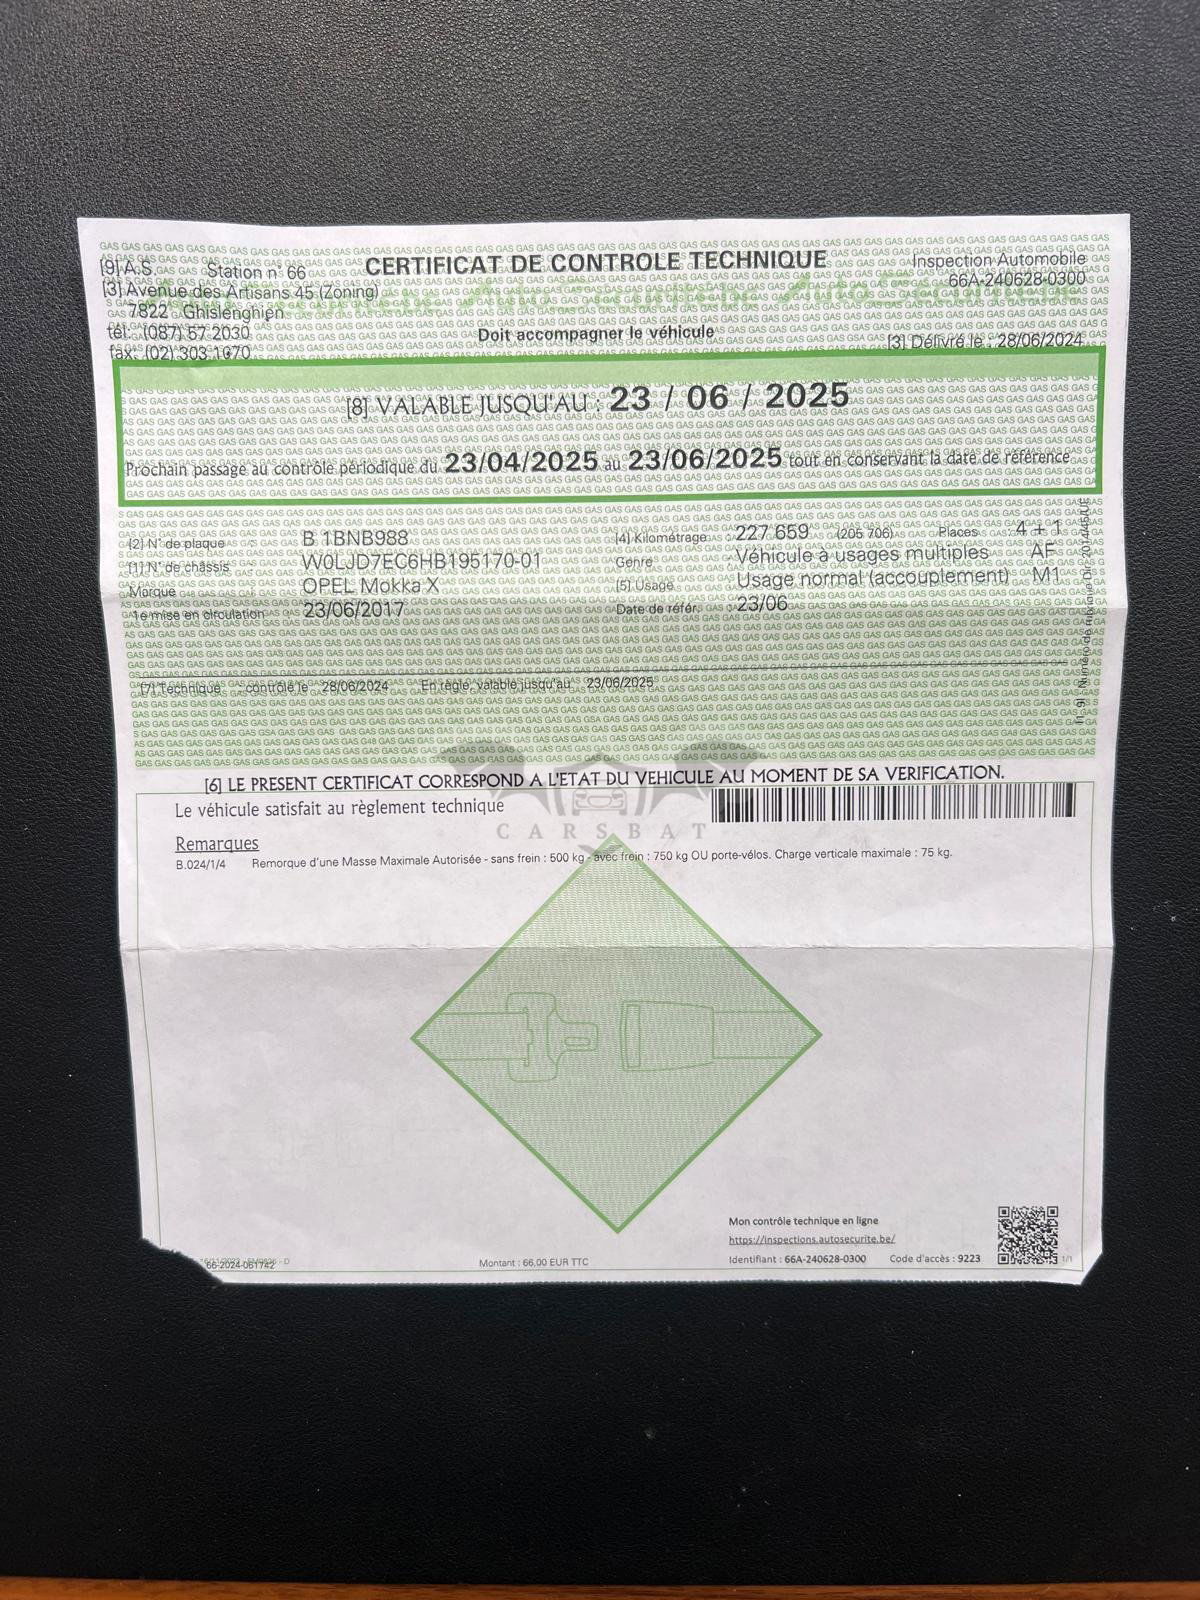 [9] A.S. Station n° 66
CERTIFICAT DE CONTROLE TECHNIQUE
Inspection Automobile
[3] Avenue des Artisans 45 (Zoning)
66A-240628-0300
7822 Ghislenghien
tél.: (087) 57 2030
Doit accompagner le véhicule
[3] Délivré le : 28/06/2024
fax: (02) 303 1670
[8] VALABLE JUSQU'AU : 23 / 06 / 2025
Prochain passage au contrôle périodique du 23/04/2025 au 23/06/2025 tout en conservant la date de référence
[2] N° de plaque B 1BNB988 [4] Kilométrage : 227 659 (205 706) Places 4 + 1
[1] N° de châssis W0LJD7EC6HB195170-01 Genre Véhicule à usages multiples AF
Marque OPEL Mokka X [5] Usage Usage normal (accouplement) M1
1e mise en circulation 23/06/2017 Date de référ. 23/06
[7] Technique contrôlé le 28/06/2024 En règle valable jusqu'au 23/06/2025
[6] LE PRESENT CERTIFICAT CORRESPOND A L'ETAT DU VEHICULE AU MOMENT DE SA VERIFICATION.
Le véhicule satisfait au règlement technique
CARSBAT
Remarques
B.024/1/4 Remorque d'une Masse Maximale Autorisée - sans frein : 500 kg - avec frein : 750 kg OU porte-vélos. Charge verticale maximale : 75 kg.
Mon contrôle technique en ligne
https://inspections.autosecurite.be/
66-2024-061742
Montant : 66,00 EUR TTC
Identifiant : 66A-240628-0300 Code d'accès : 9223
1/1